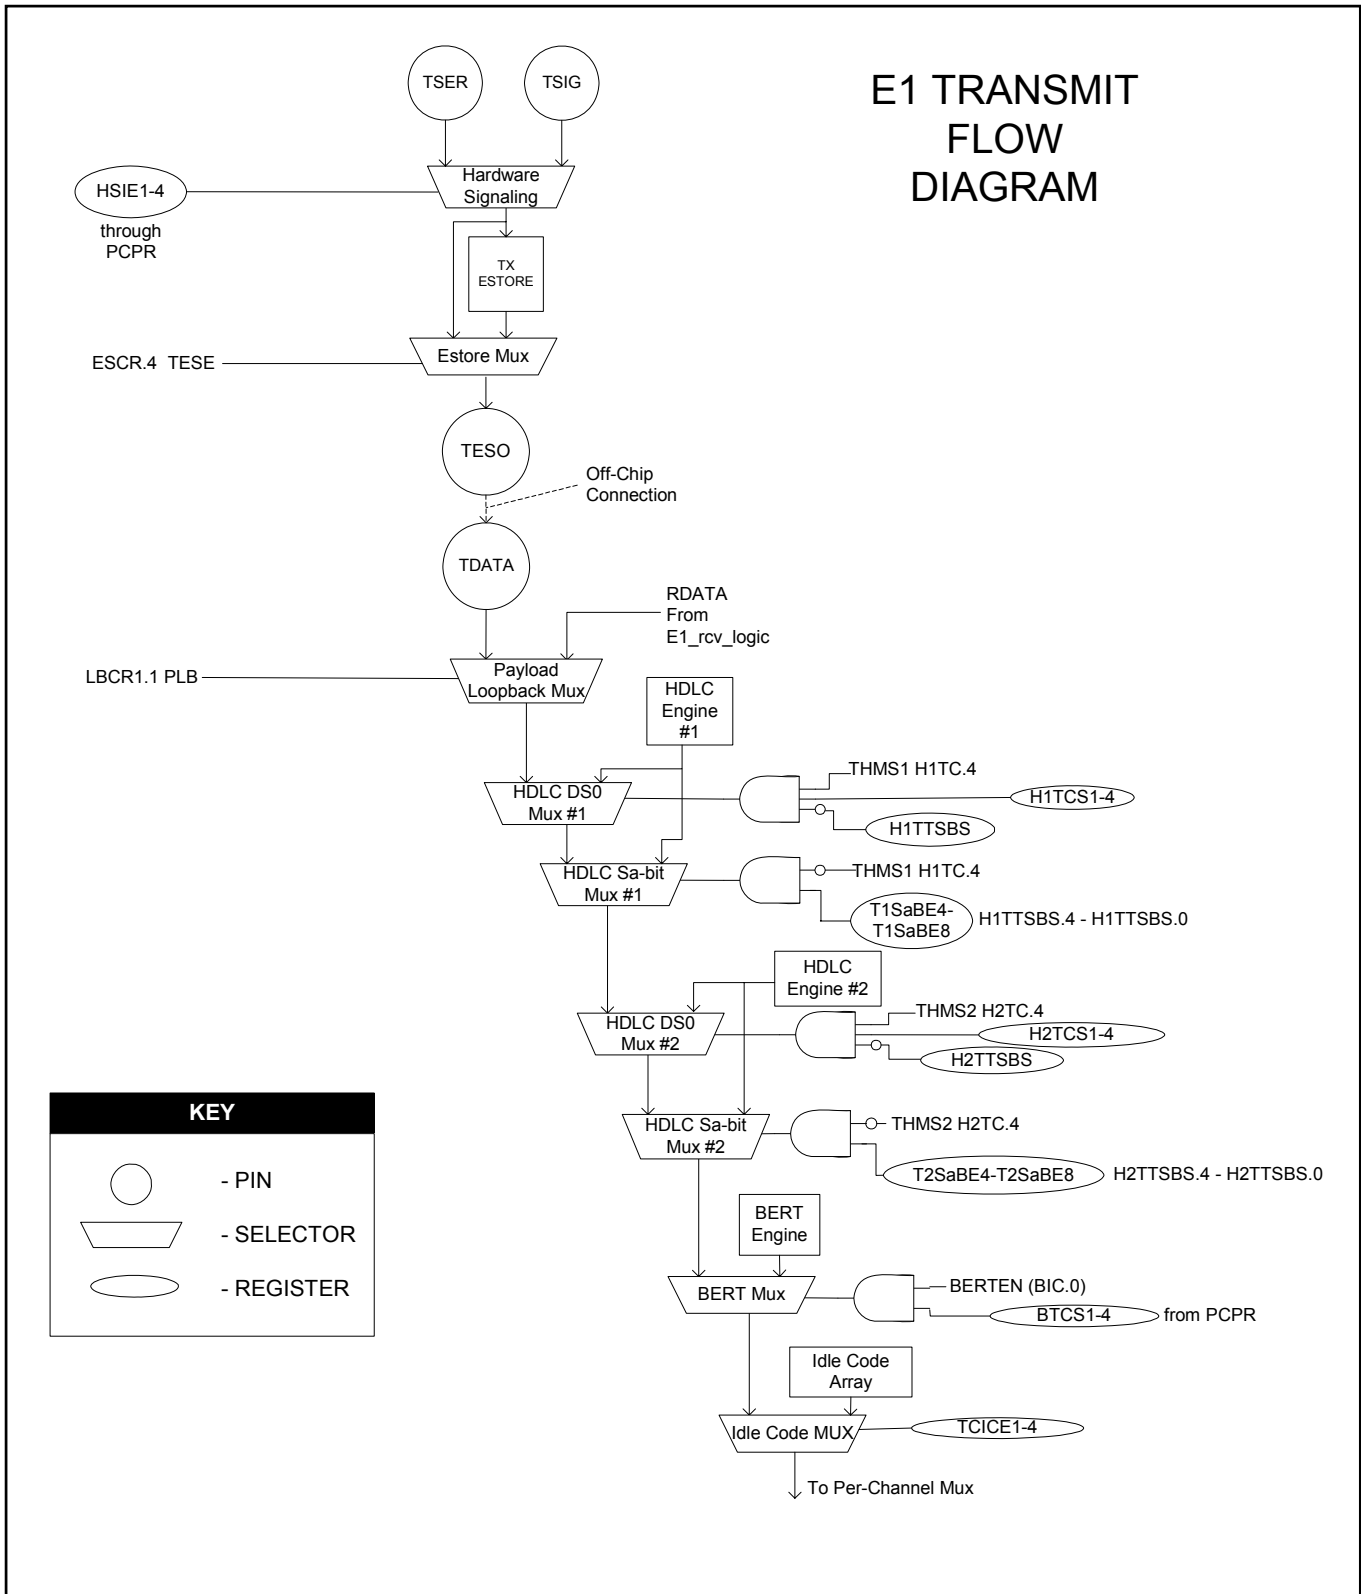 E1 TRANSMIT
FLOW
DIAGRAM
TSER
TSIG
Hardware
Signaling
HSIE1-4
through
PCPR
TX
ESTORE
Estore Mux
ESCR.4 TESE
TESO
Off-Chip
Connection
TDATA
RDATA
From
E1_rcv_logic
LBCR1.1 PLB
Payload
Loopback Mux
HDLC
Engine
#1
THMS1 H1TC.4
HDLC DS0
Mux #1
H1TCS1-4
H1TTSBS
HDLC Sa-bit
Mux #1
THMS1 H1TC.4
T1SaBE4-
T1SaBE8
H1TTSBS.4 - H1TTSBS.0
HDLC
Engine #2
THMS2 H2TC.4
HDLC DS0
Mux #2
H2TCS1-4
H2TTSBS
HDLC Sa-bit
Mux #2
THMS2 H2TC.4
T2SaBE4-T2SaBE8
H2TTSBS.4 - H2TTSBS.0
KEY
- PIN
- SELECTOR
- REGISTER
BERT
Engine
BERT Mux
BERTEN (BIC.0)
BTCS1-4
from PCPR
Idle Code
Array
Idle Code MUX
TCICE1-4
To Per-Channel Mux